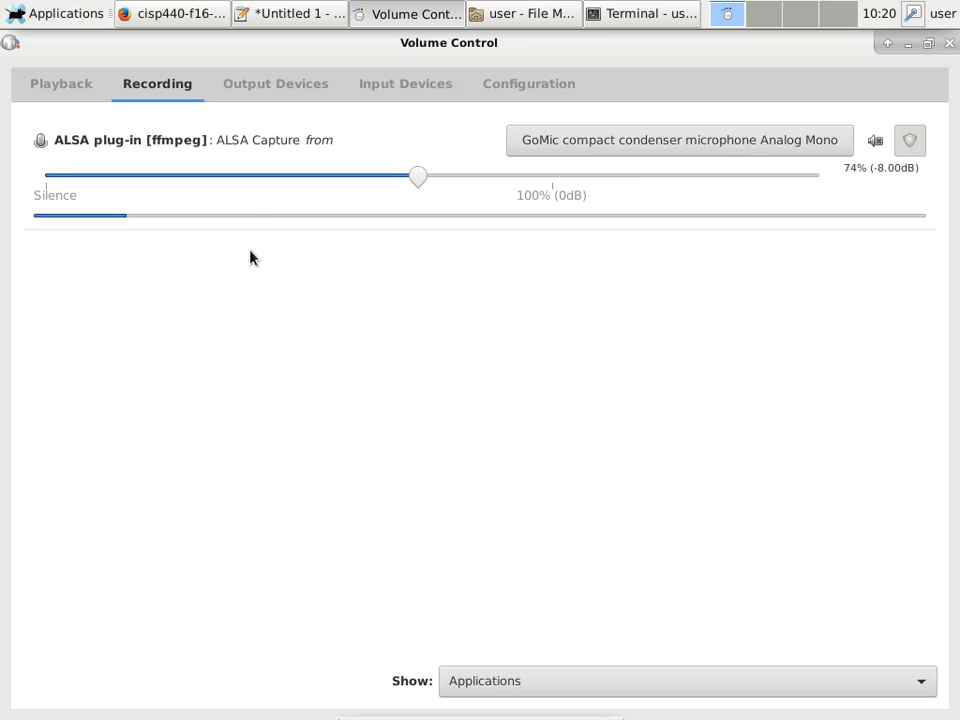 Applications
cisp440-f16-...
*Untitled 1 - ...
Volume Cont...
user - File M...
Terminal - us...
10:20
user
Volume Control
Playback
Recording
Output Devices
Input Devices
Configuration
ALSA plug-in [ffmpeg]: ALSA Capture from
GoMic compact condenser microphone Analog Mono
74% (-8.00dB)
Silence
100% (0dB)
Show:
Applications